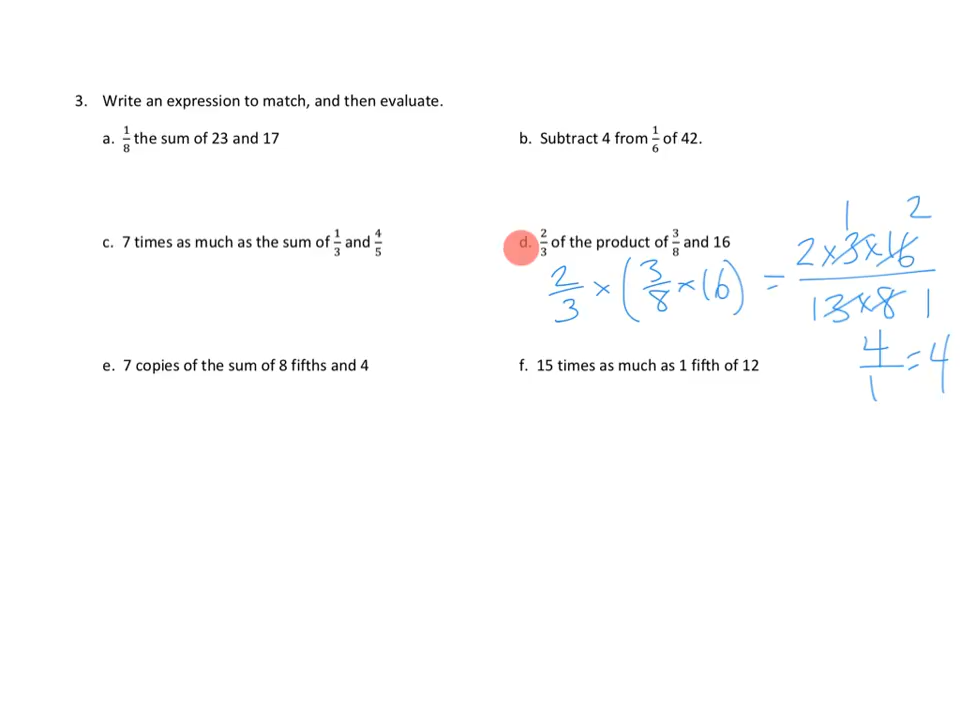 3. Write an expression to match, and then evaluate.
a. 1/8 the sum of 23 and 17
b. Subtract 4 from 1/6 of 42.
c. 7 times as much as the sum of 1/3 and 4/5
d. 2/3 of the product of 3/8 and 16
1 2
2/3 × (3/8 × 16) = 2×3×16 / 3×8
1 1
4/1 = 4
e. 7 copies of the sum of 8 fifths and 4
f. 15 times as much as 1 fifth of 12